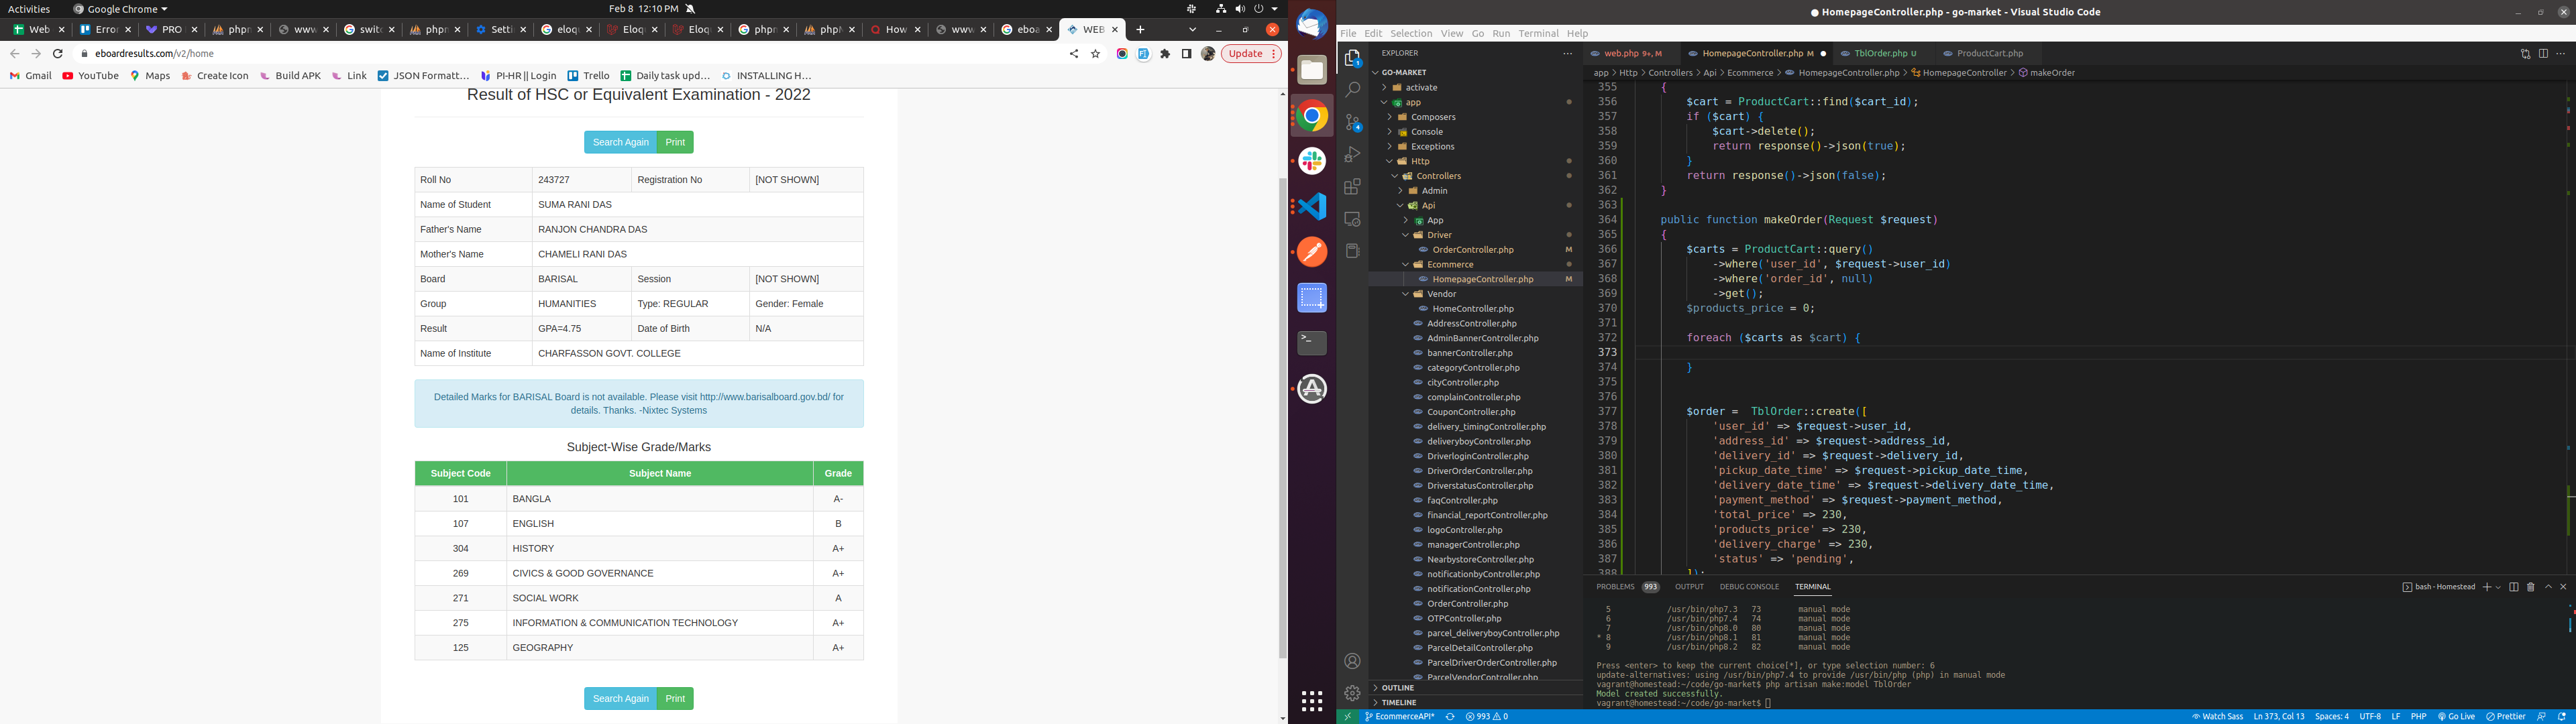 Activities
Google Chrome
Feb 8 12:10 PM
Web
Error
PRO
phpn
www
switc
phpn
Settin
eloqu
Eloqu
Eloqu
phpn
phpM
How
www
eboa
WEB
eboardresults.com/v2/home
Update
Gmail
YouTube
Maps
Create Icon
Build APK
Link
JSON Formatt...
PI-HR || Login
Trello
Daily task upd...
INSTALLING H...
Result of HSC or Equivalent Examination - 2022
Search Again Print
Roll No 243727 Registration No [NOT SHOWN]
Name of Student SUMA RANI DAS
Father's Name RANJON CHANDRA DAS
Mother's Name CHAMELI RANI DAS
Board BARISAL Session [NOT SHOWN]
Group HUMANITIES Type: REGULAR Gender: Female
Result GPA=4.75 Date of Birth N/A
Name of Institute CHARFASSON GOVT. COLLEGE
Detailed Marks for BARISAL Board is not available. Please visit http://www.barisalboard.gov.bd/ for
details. Thanks. -Nixtec Systems
Subject-Wise Grade/Marks
Subject Code Subject Name Grade
101 BANGLA A-
107 ENGLISH B
304 HISTORY A+
269 CIVICS & GOOD GOVERNANCE A+
271 SOCIAL WORK A
275 INFORMATION & COMMUNICATION TECHNOLOGY A+
125 GEOGRAPHY A+
Search Again Print
● HomepageController.php - go-market - Visual Studio Code
File Edit Selection View Go Run Terminal Help
EXPLORER
GO-MARKET
activate
app
Composers
Console
Exceptions
Http
Controllers
Admin
Api
App
Driver
OrderController.php M
Ecommerce
HomepageController.php M
Vendor
HomeController.php
AddressController.php
AdminBannerController.php
bannerController.php
categoryController.php
cityController.php
complainController.php
CouponController.php
delivery_timingController.php
deliveryboyController.php
DriverloginController.php
DriverOrderController.php
DriverstatusController.php
faqController.php
financial_reportController.php
logoController.php
managerController.php
NearbystoreController.php
notificationbyController.php
notificationController.php
OrderController.php
OTPController.php
parcel_deliveryboyController.php
ParcelDetailController.php
ParcelDriverOrderController.php
ParcelVendorController.php
OUTLINE
TIMELINE
web.php 9+, M
HomepageController.php M ●
TblOrder.php U
ProductCart.php
app > Http > Controllers > Api > Ecommerce > HomepageController.php > HomepageController > makeOrder
355 {
356 $cart = ProductCart::find($cart_id);
357 if ($cart) {
358 $cart->delete();
359 return response()->json(true);
360 }
361 return response()->json(false);
362 }
363
364 public function makeOrder(Request $request)
365 {
366 $carts = ProductCart::query()
367 ->where('user_id', $request->user_id)
368 ->where('order_id', null)
369 ->get();
370 $products_price = 0;
371
372 foreach ($carts as $cart) {
373
374 }
375
376
377 $order = TblOrder::create([
378 'user_id' => $request->user_id,
379 'address_id' => $request->address_id,
380 'delivery_id' => $request->delivery_id,
381 'pickup_date_time' => $request->pickup_date_time,
382 'delivery_date_time' => $request->delivery_date_time,
383 'payment_method' => $request->payment_method,
384 'total_price' => 230,
385 'products_price' => 230,
386 'delivery_charge' => 230,
387 'status' => 'pending',
388 ]);
PROBLEMS 993 OUTPUT DEBUG CONSOLE TERMINAL
bash - Homestead
5 /usr/bin/php7.3 73 manual mode
6 /usr/bin/php7.4 74 manual mode
7 /usr/bin/php8.0 80 manual mode
* 8 /usr/bin/php8.1 81 manual mode
9 /usr/bin/php8.2 82 manual mode
Press <enter> to keep the current choice[*], or type selection number: 6
update-alternatives: using /usr/bin/php7.4 to provide /usr/bin/php (php) in manual mode
vagrant@homestead:~/code/go-market$ php artisan make:model TblOrder
Model created successfully.
vagrant@homestead:~/code/go-market$
EcommerceAPI* 993 0
Watch Sass Ln 373, Col 13 Spaces: 4 UTF-8 LF PHP Go Live Prettier